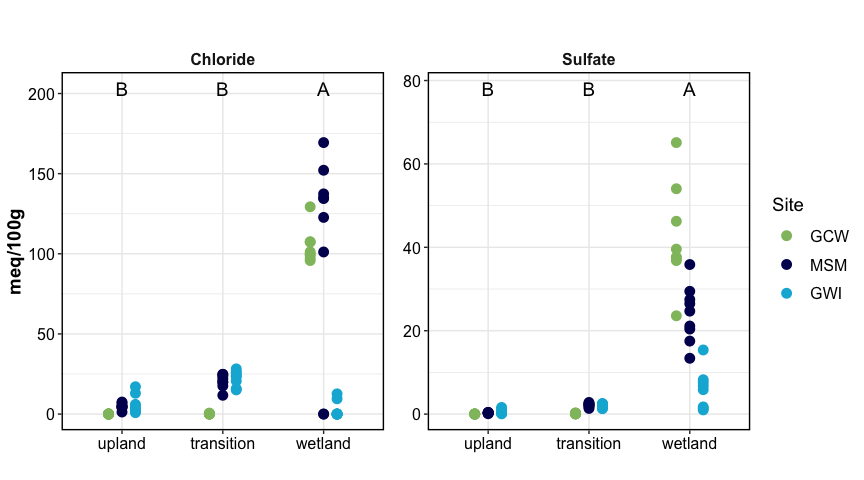 Chloride
Sulfate
B B A
B B A
200
150
100
50
0
80
60
40
20
0
meq/100g
upland transition wetland
upland transition wetland
Site
GCW
MSM
GWI